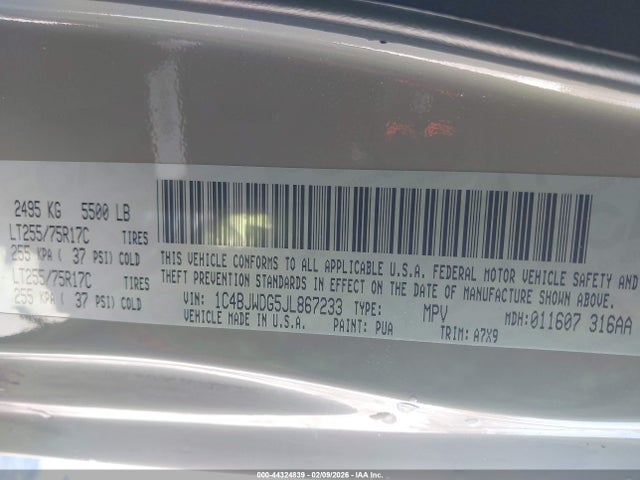 2495 KG 5500 LB
LT255/75R17C TIRES
255 KPA ( 37 PSI) COLD
LT255/75R17C TIRES
255 KPA ( 37 PSI) COLD
THIS VEHICLE CONFORMS TO ALL APPLICABLE U.S.A. FEDERAL MOTOR VEHICLE SAFETY AND
THEFT PREVENTION STANDARDS IN EFFECT ON THE DATE OF MANUFACTURE SHOWN ABOVE.
VIN: 1C4BJWDG5JL867233 TYPE: MPV MDH:011607 316AA
VEHICLE MADE IN U.S.A. PAINT: PUA TRIM: A7X9
000-44324839 - 02/09/2026 - IAA Inc.